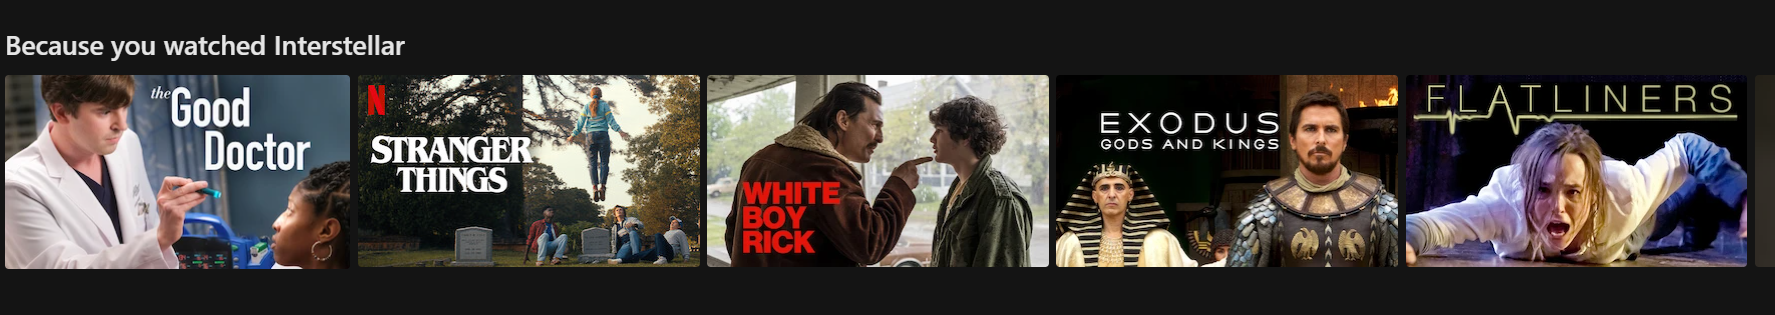 Because you watched Interstellar
the Good
Doctor
N
STRANGER
THINGS
WHITE
BOY
RICK
EXODUS
GODS AND KINGS
FLATLINERS